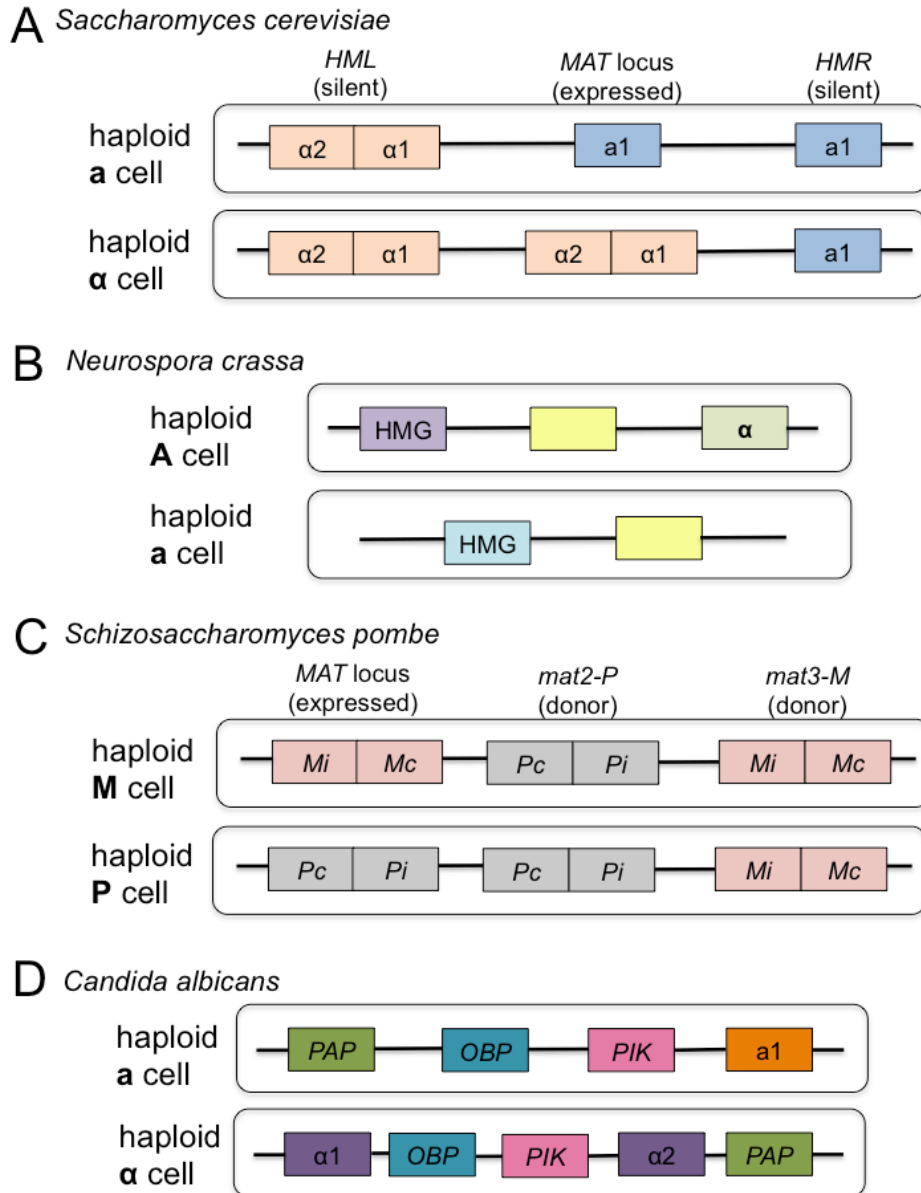 A Saccharomyces cerevisiae
HML MAT locus HMR
(silent) (expressed) (silent)
haploid
a cell
α2 α1 a1 a1
haploid
α cell
α2 α1 α2 α1 a1
B Neurospora crassa
haploid
A cell
HMG α
haploid
a cell
HMG
C Schizosaccharomyces pombe
MAT locus mat2-P mat3-M
(expressed) (donor) (donor)
haploid
M cell
Mi Mc Pc Pi Mi Mc
haploid
P cell
Pc Pi Pc Pi Mi Mc
D Candida albicans
haploid
a cell
PAP OBP PIK a1
haploid
α cell
α1 OBP PIK α2 PAP